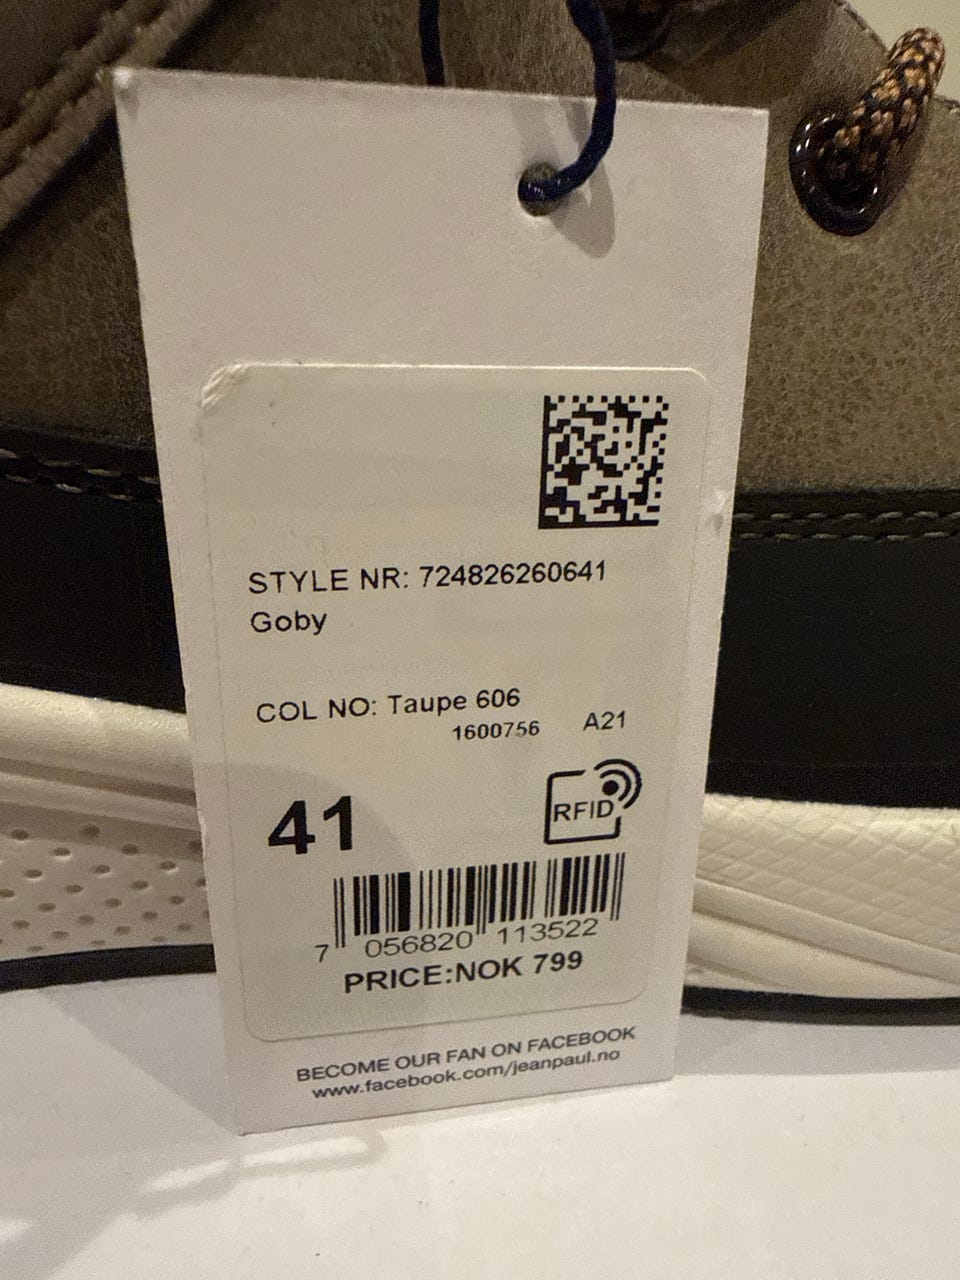 STYLE NR: 724826260641
Goby
COL NO: Taupe 606
1600756 A21
41
RFID
7 056820 113522
PRICE:NOK 799
BECOME OUR FAN ON FACEBOOK
www.facebook.com/jeanpaul.no